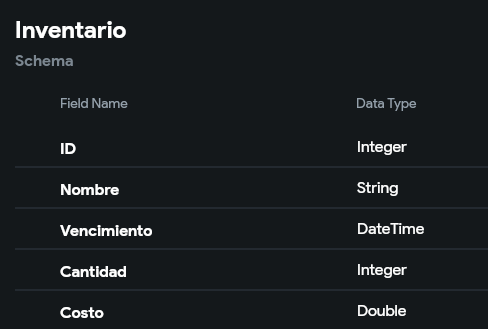 Inventario
Schema
Field Name Data Type
ID Integer
Nombre String
Vencimiento DateTime
Cantidad Integer
Costo Double